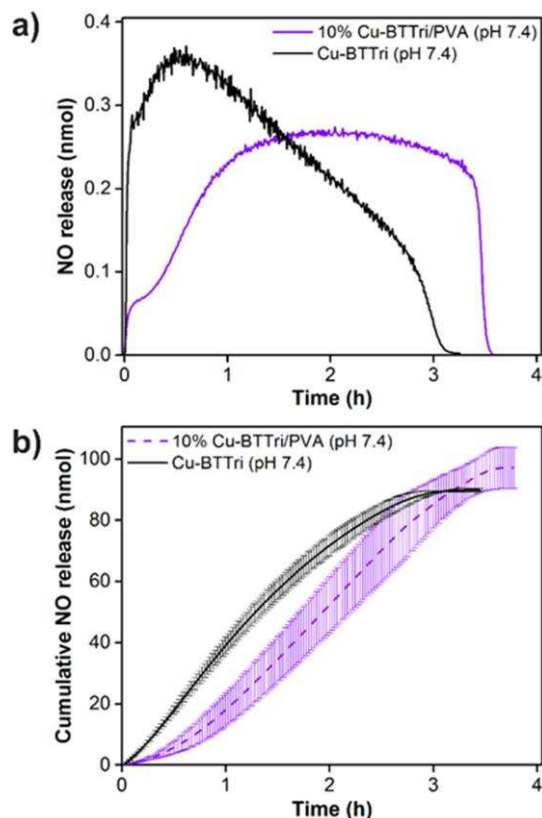 a)
10% Cu-BTTri/PVA (pH 7.4)
Cu-BTTri (pH 7.4)
NO release (nmol)
0.4
0.3
0.2
0.1
0.0
0 1 2 3 4
Time (h)
b)
10% Cu-BTTri/PVA (pH 7.4)
Cu-BTTri (pH 7.4)
Cumulative NO release (nmol)
100
80
60
40
20
0
0 1 2 3 4
Time (h)